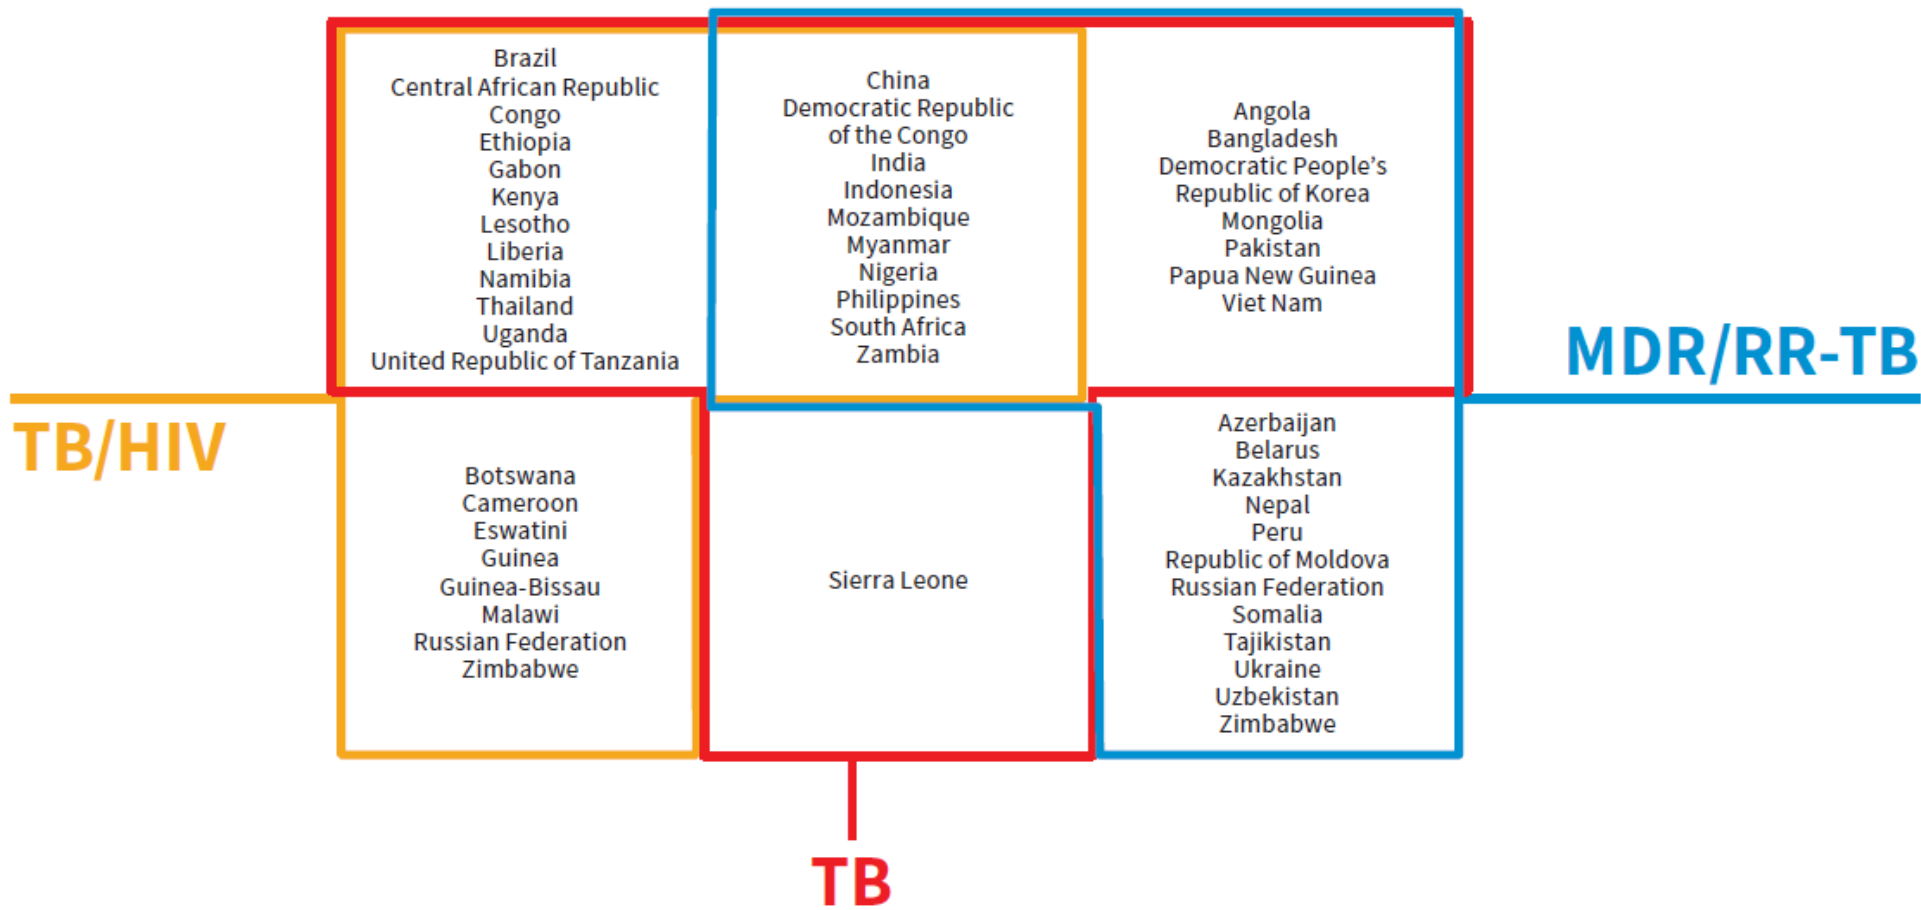 Brazil
Central African Republic
Congo
Ethiopia
Gabon
Kenya
Lesotho
Liberia
Namibia
Thailand
Uganda
United Republic of Tanzania
China
Democratic Republic
of the Congo
India
Indonesia
Mozambique
Myanmar
Nigeria
Philippines
South Africa
Zambia
Angola
Bangladesh
Democratic People’s
Republic of Korea
Mongolia
Pakistan
Papua New Guinea
Viet Nam
MDR/RR-TB
TB/HIV
Botswana
Cameroon
Eswatini
Guinea
Guinea-Bissau
Malawi
Russian Federation
Zimbabwe
Sierra Leone
Azerbaijan
Belarus
Kazakhstan
Nepal
Peru
Republic of Moldova
Russian Federation
Somalia
Tajikistan
Ukraine
Uzbekistan
Zimbabwe
TB